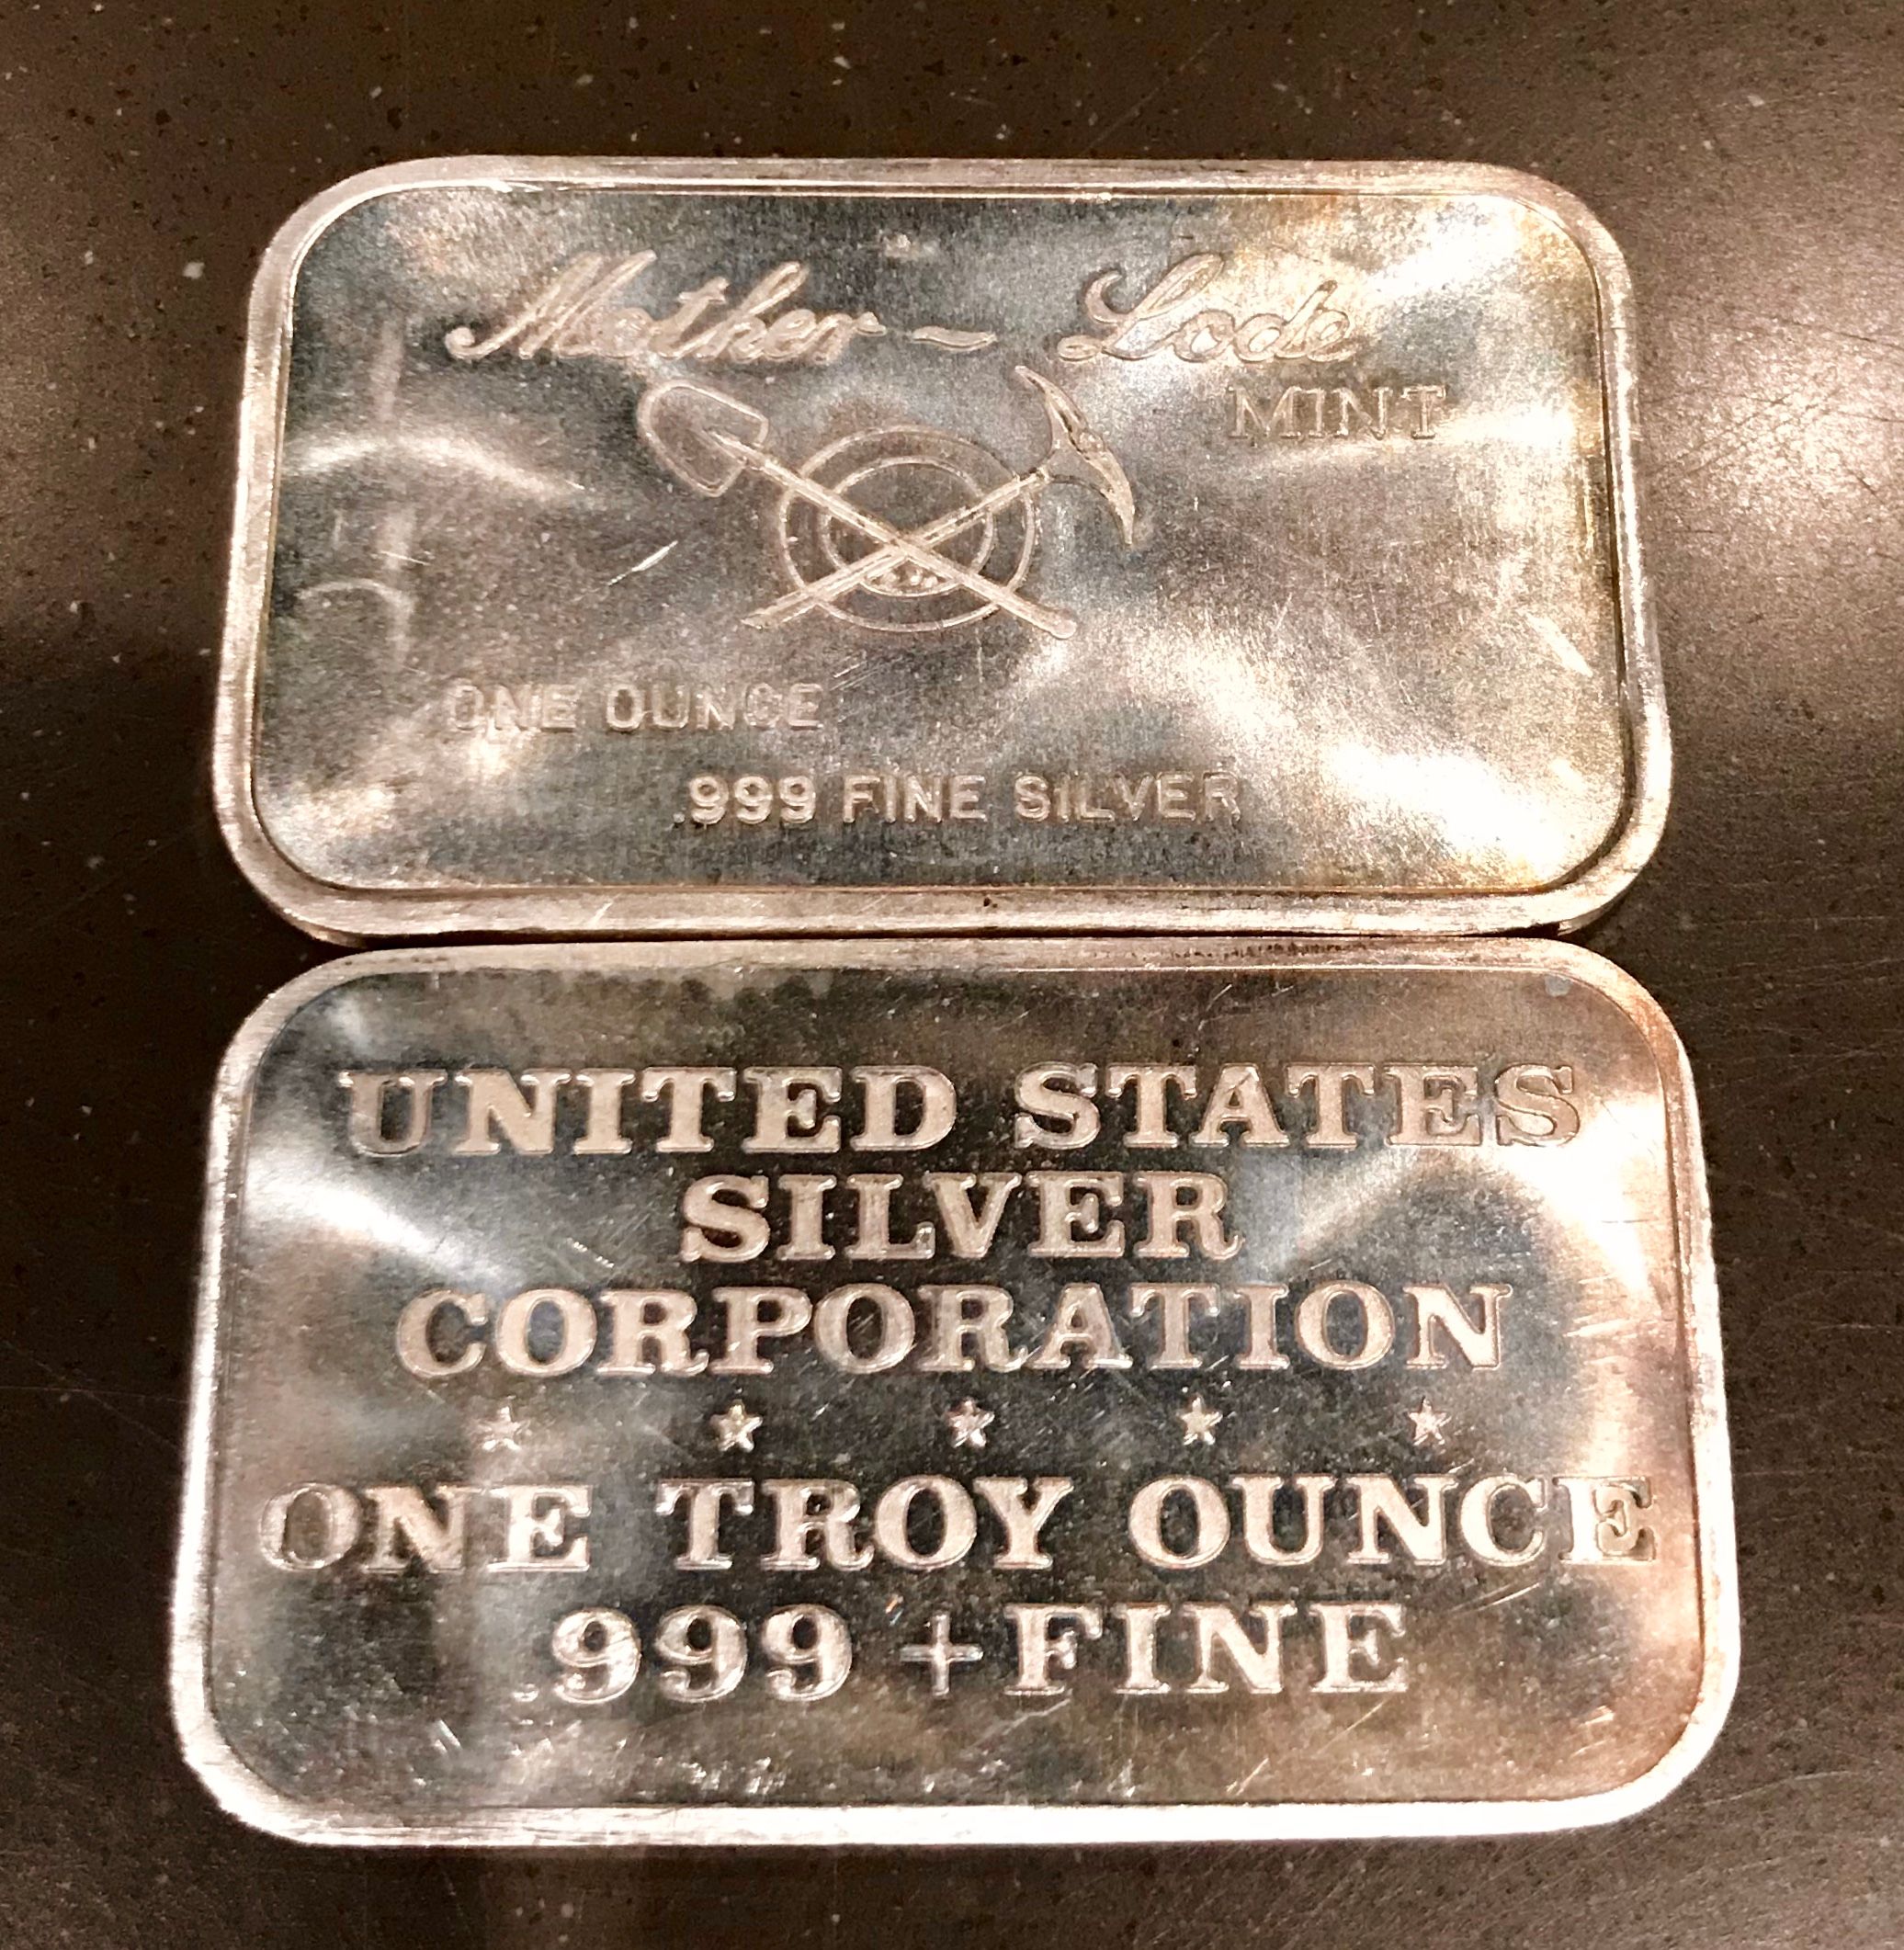 Mother - Lode
MINT
ONE OUNCE
.999 FINE SILVER
UNITED STATES
SILVER
CORPORATION
ONE TROY OUNCE
.999 + FINE